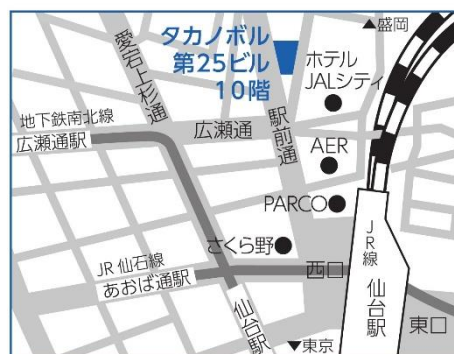 ▲盛岡
タカノボル
第25ビル
10階
愛宕上杉通
ホテル
JALシティ
地下鉄南北線
広瀬通駅
広瀬通
駅前通
AER
PARCO
JR線
さくら野
JR仙石線
あおば通駅
西口
仙台駅
仙台駅
東口
▼東京